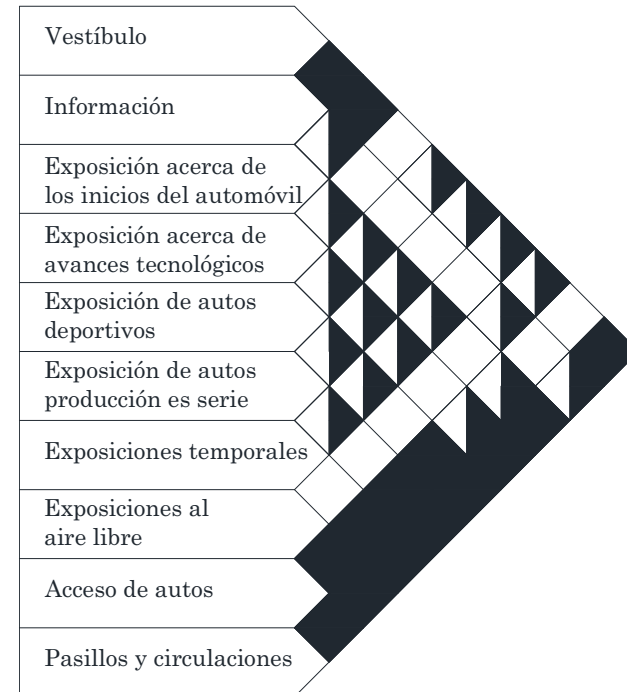 Vestíbulo
Información
Exposición acerca de
los inicios del automóvil
Exposición acerca de
avances tecnológicos
Exposición de autos
deportivos
Exposición de autos
producción es serie
Exposiciones temporales
Exposiciones al
aire libre
Acceso de autos
Pasillos y circulaciones